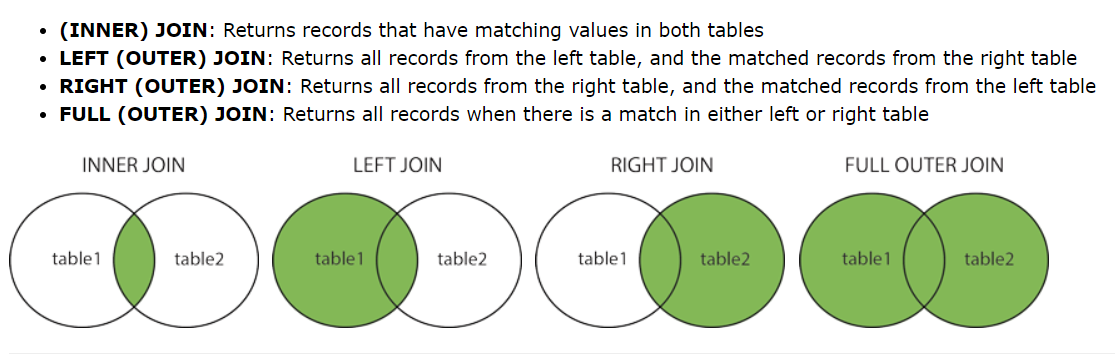 (INNER) JOIN: Returns records that have matching values in both tables
LEFT (OUTER) JOIN: Returns all records from the left table, and the matched records from the right table
RIGHT (OUTER) JOIN: Returns all records from the right table, and the matched records from the left table
FULL (OUTER) JOIN: Returns all records when there is a match in either left or right table
INNER JOIN LEFT JOIN RIGHT JOIN FULL OUTER JOIN
table1 table2 table1 table2 table1 table2 table1 table2